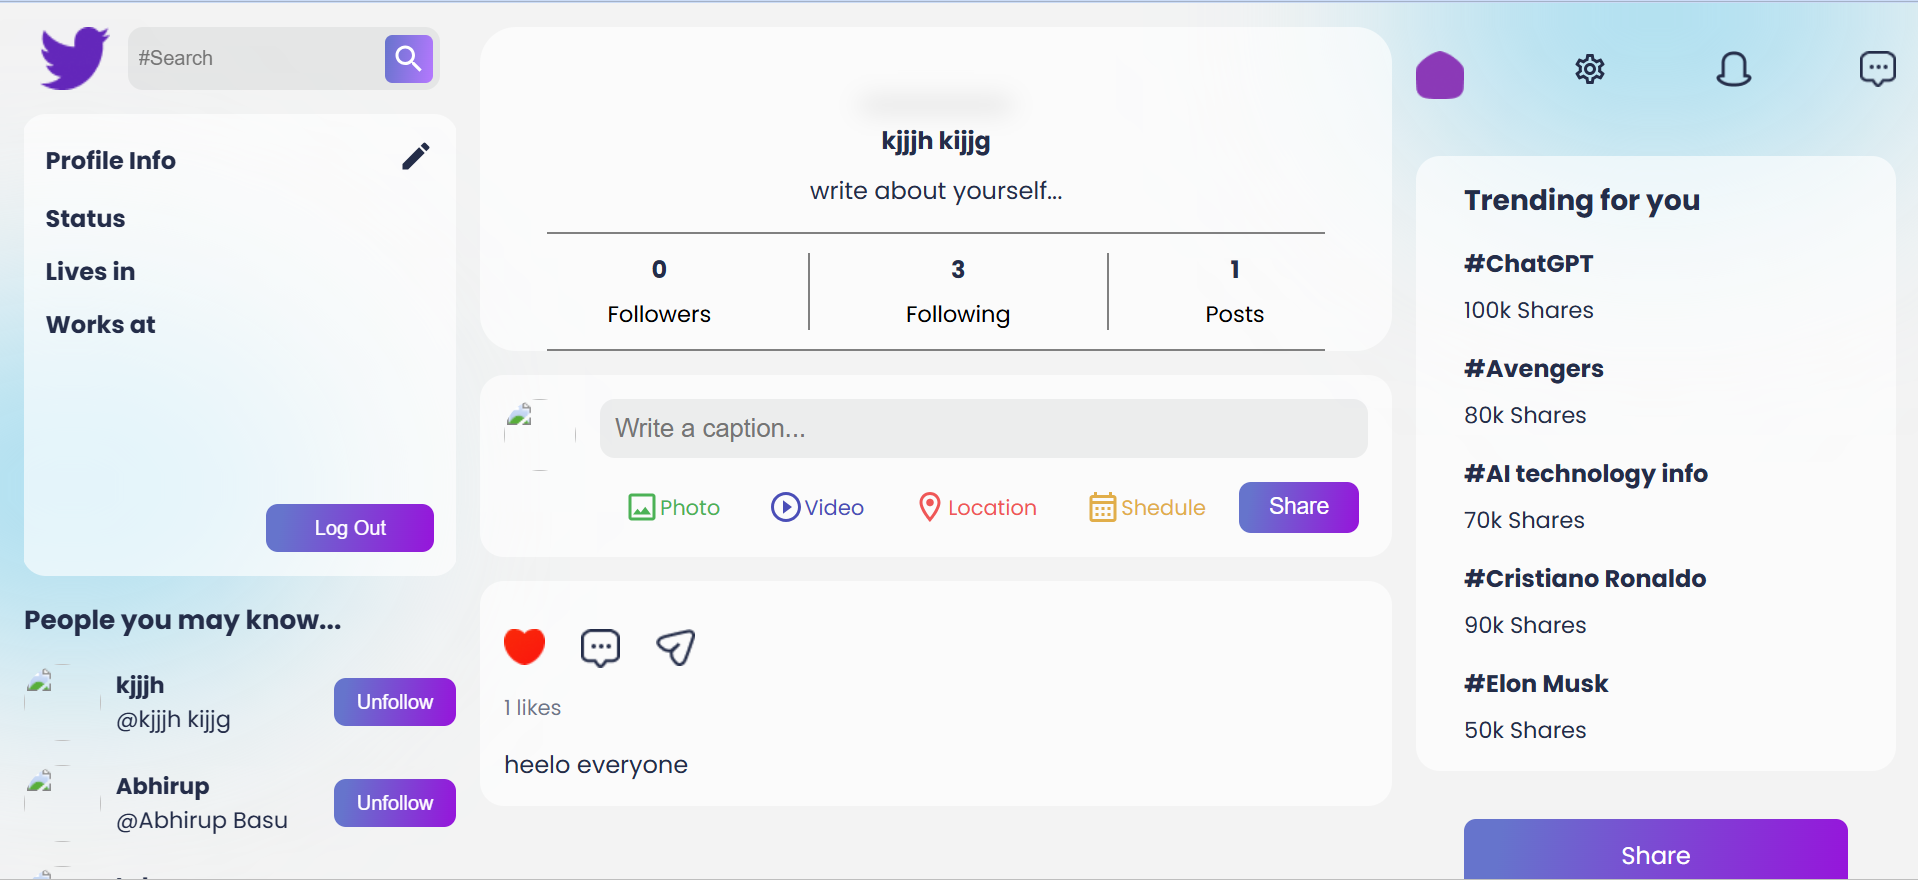 #Search
Profile Info
Status
Lives in
Works at
Log Out
People you may know...
kjjjh
@kjjjh kijjg
Unfollow
Abhirup
@Abhirup Basu
Unfollow
kjjjh kijjg
write about yourself...
0
Followers
3
Following
1
Posts
Write a caption...
Photo
Video
Location
Shedule
Share
1 likes
heelo everyone
Trending for you
#ChatGPT
100k Shares
#Avengers
80k Shares
#AI technology info
70k Shares
#Cristiano Ronaldo
90k Shares
#Elon Musk
50k Shares
Share